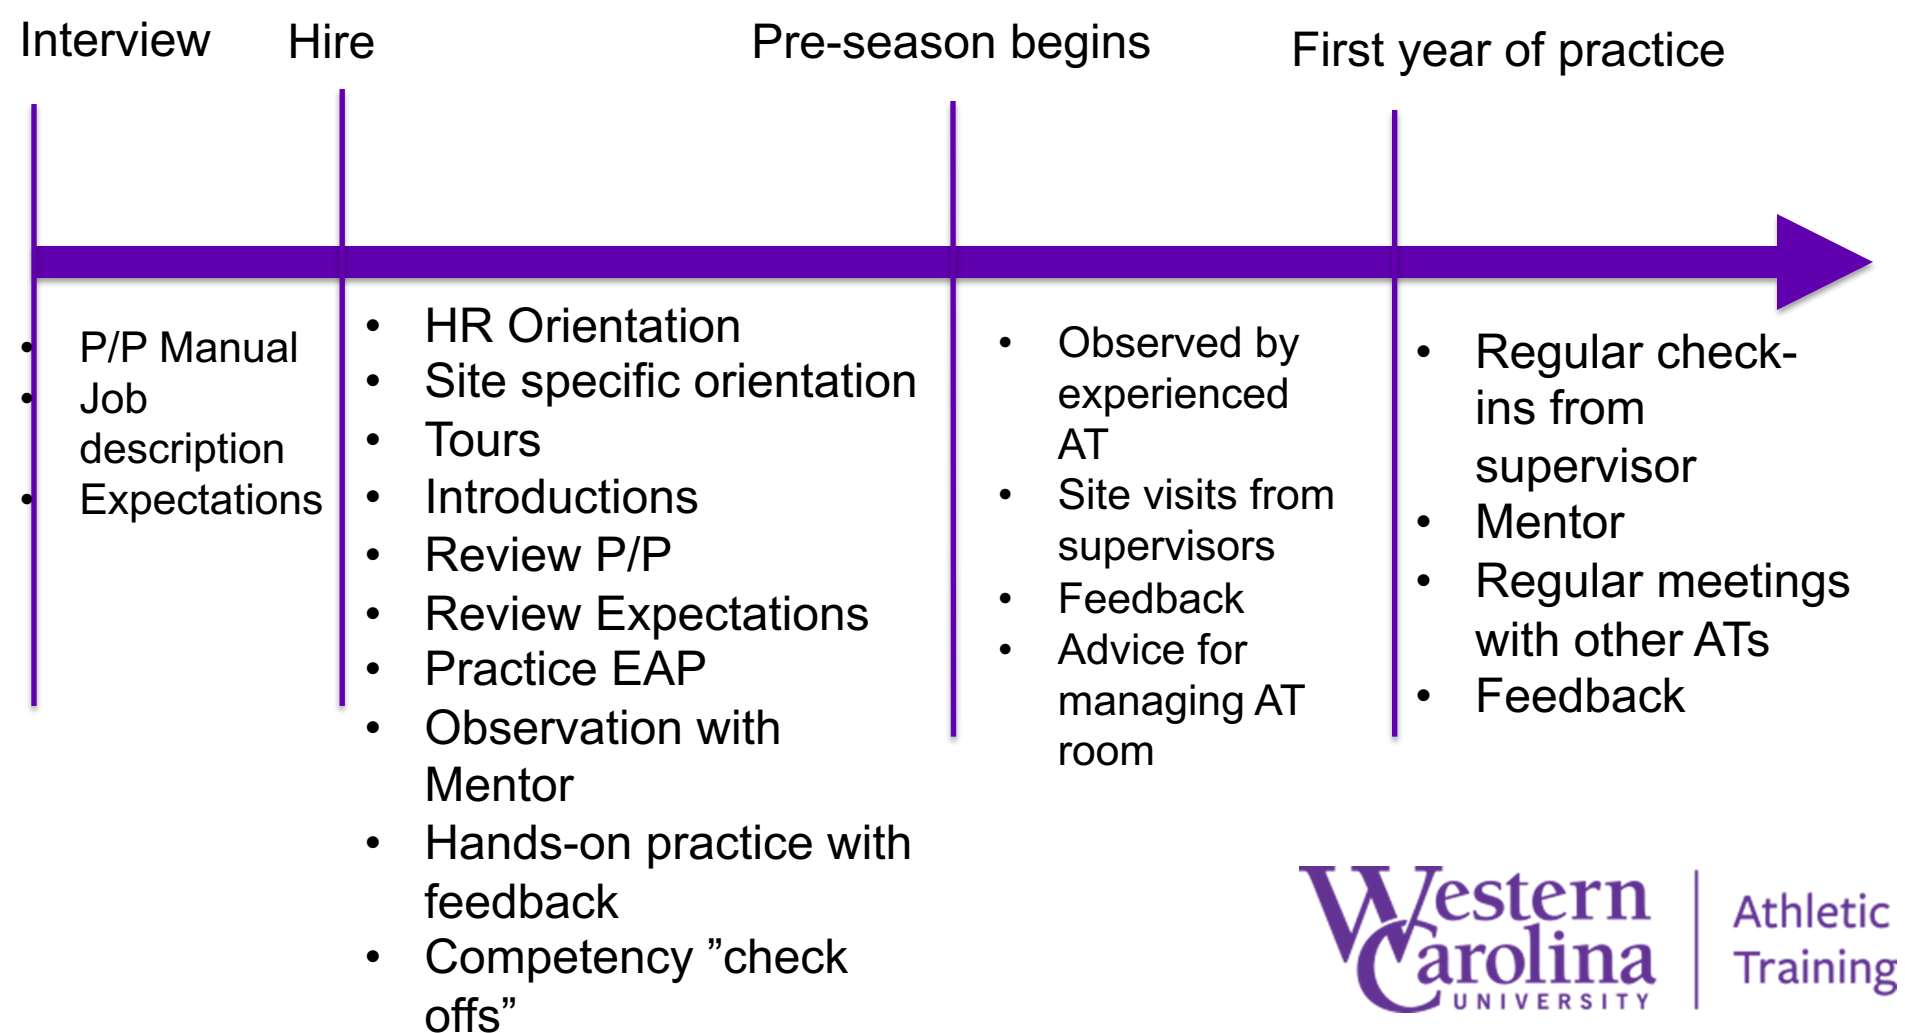 Interview
Hire
Pre-season begins
First year of practice
• P/P Manual
• Job
description
• Expectations
• HR Orientation
• Site specific orientation
• Tours
• Introductions
• Review P/P
• Review Expectations
• Practice EAP
• Observation with
Mentor
• Hands-on practice with
feedback
• Competency ”check
offs”
• Observed by
experienced
AT
• Site visits from
supervisors
• Feedback
• Advice for
managing AT
room
• Regular check-
ins from
supervisor
• Mentor
• Regular meetings
with other ATs
• Feedback
Western
Carolina
UNIVERSITY
Athletic
Training